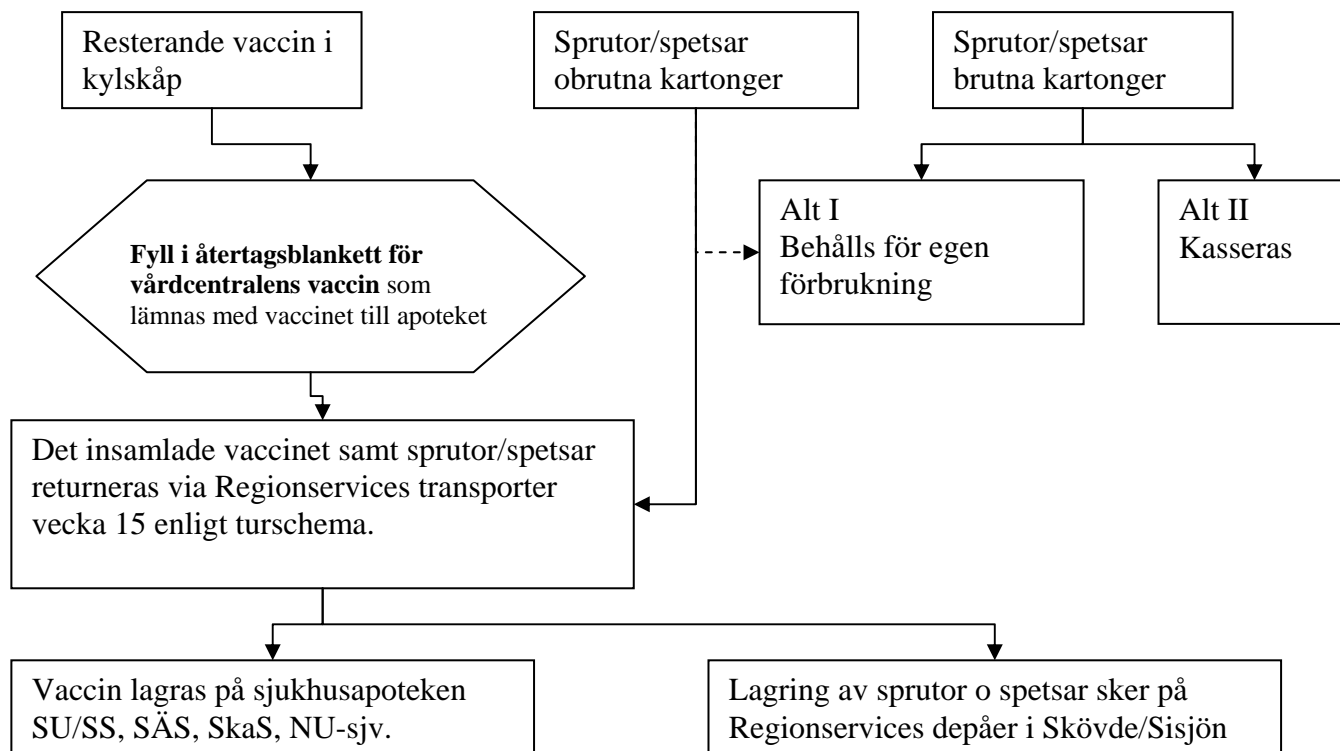 Resterande vaccin i
kylskåp
Sprutor/spetsar
obrutna kartonger
Sprutor/spetsar
brutna kartonger
Fyll i återtagsblankett för
vårdcentralens vaccin som
lämnas med vaccinet till apoteket
Alt I
Behålls för egen
förbrukning
Alt II
Kasseras
Det insamlade vaccinet samt sprutor/spetsar
returneras via Regionservices transporter
vecka 15 enligt turschema.
Vaccin lagras på sjukhusapoteken
SU/SS, SÄS, SkaS, NU-sjv.
Lagring av sprutor o spetsar sker på
Regionservices depåer i Skövde/Sisjön